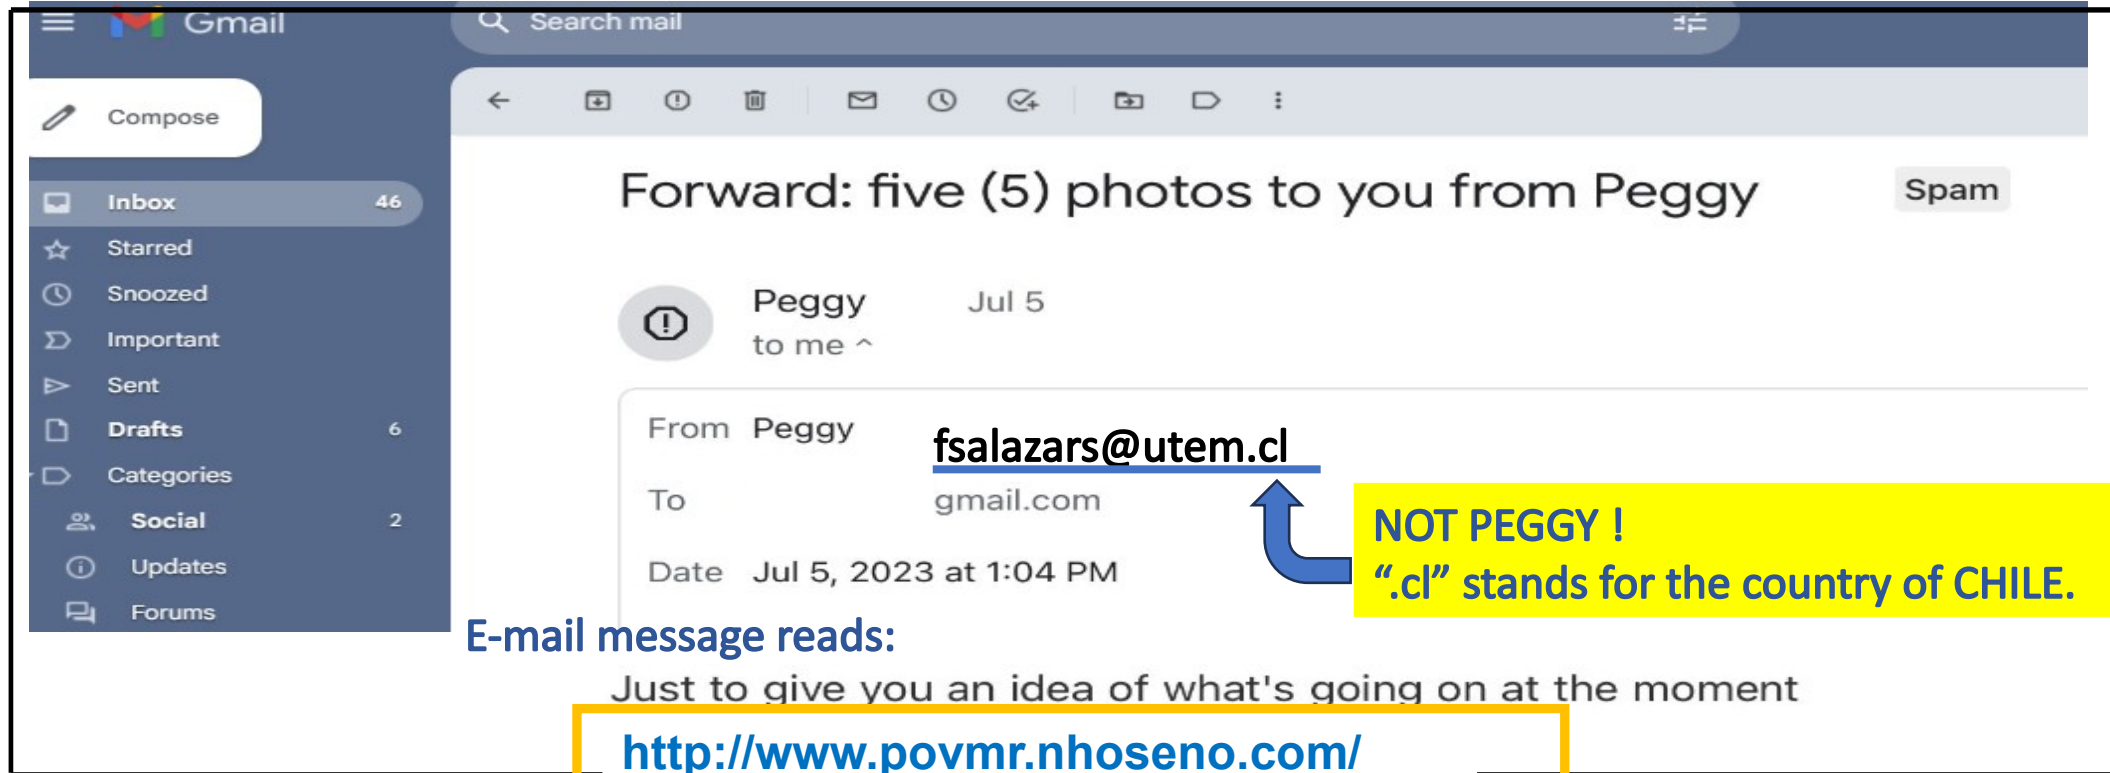 Gmail
Search mail
Compose
Inbox 46
Starred
Snoozed
Important
Sent
Drafts 6
Categories
Social 2
Updates
Forums
Forward: five (5) photos to you from Peggy Spam
Peggy Jul 5
to me
From Peggy fsalazars@utem.cl
To gmail.com
Date Jul 5, 2023 at 1:04 PM
NOT PEGGY !
“.cl” stands for the country of CHILE.
E-mail message reads:
Just to give you an idea of what's going on at the moment
http://www.povmr.nhoseno.com/